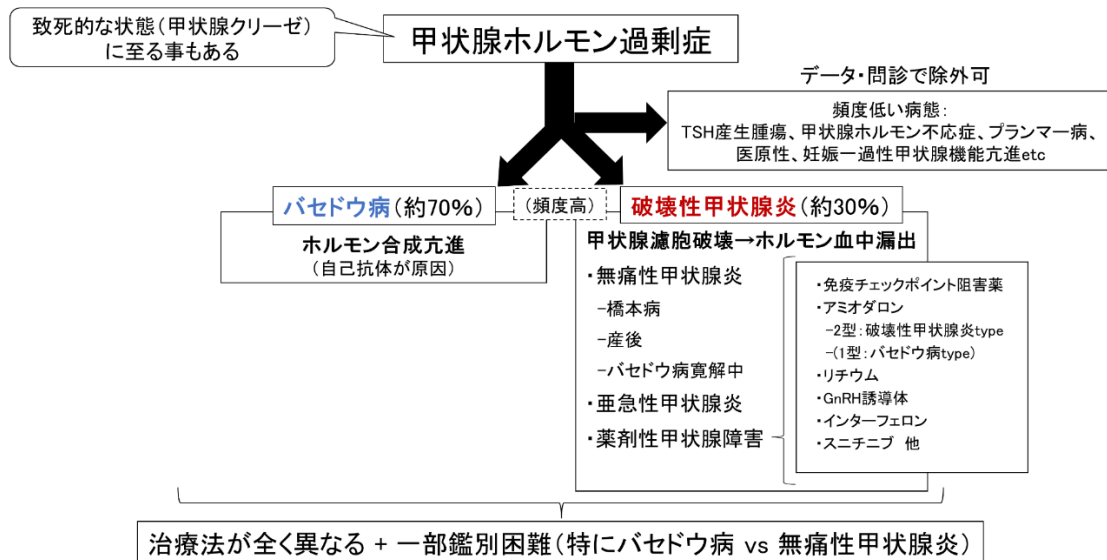 致死的な状態(甲状腺クリーゼ)
に至る事もある
甲状腺ホルモン過剰症
データ・問診で除外可
頻度低い病態:
TSH産生腫瘍、甲状腺ホルモン不応症、プランマー病、
医原性、妊娠一過性甲状腺機能亢進etc
バセドウ病(約70%)
(頻度高)
破壊性甲状腺炎(約30%)
ホルモン合成亢進
(自己抗体が原因)
甲状腺濾胞破壊→ホルモン血中漏出
・無痛性甲状腺炎
-橋本病
-産後
-バセドウ病寛解中
・亜急性甲状腺炎
・薬剤性甲状腺障害
・免疫チェックポイント阻害薬
・アミオダロン
-2型:破壊性甲状腺炎type
-(1型:バセドウ病type)
・リチウム
・GnRH誘導体
・インターフェロン
・スニチニブ 他
治療法が全く異なる + 一部鑑別困難(特にバセドウ病 vs 無痛性甲状腺炎)